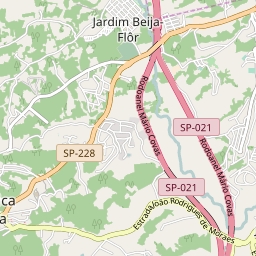 Jardim Beija-
Flôr
Rodoanel Mário Covas
SP-021
Rodoanel Mário Covas
SP-228
SP-021
ca
a
Estrada João Rodrigues de Moraes